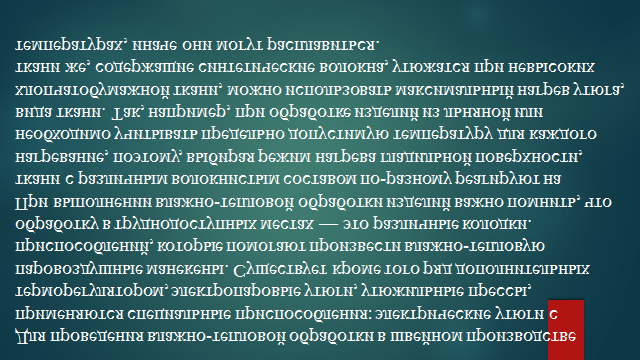 Для проведения влажно-тепловой обработки в швейном производстве
применяются специальные приспособления: электрические утюги с
терморегулятором, электропаровые утюги, утюжильные прессы,
паровоздушные манекены. Существует кроме того ряд дополнительных
приспособлений, которые помогают произвести влажно-тепловую
обработку в труднодоступных местах — это различные колодки.
При выполнении влажно-тепловой обработки изделий важно помнить, что
ткани с различным волокнистым составом по-разному реагируют на
нагревание, поэтому, выбирая режим нагрева гладильной поверхности,
необходимо учитывать предельно допустимую температуру для каждого
вида ткани. Так, например, при обработке изделий из льняной или
хлопчатобумажной ткани, можно использовать максимальный нагрев утюга,
ткани же, содержащие синтетические волокна, утюжатся при невысоких
температурах, иначе они могут расплавиться.